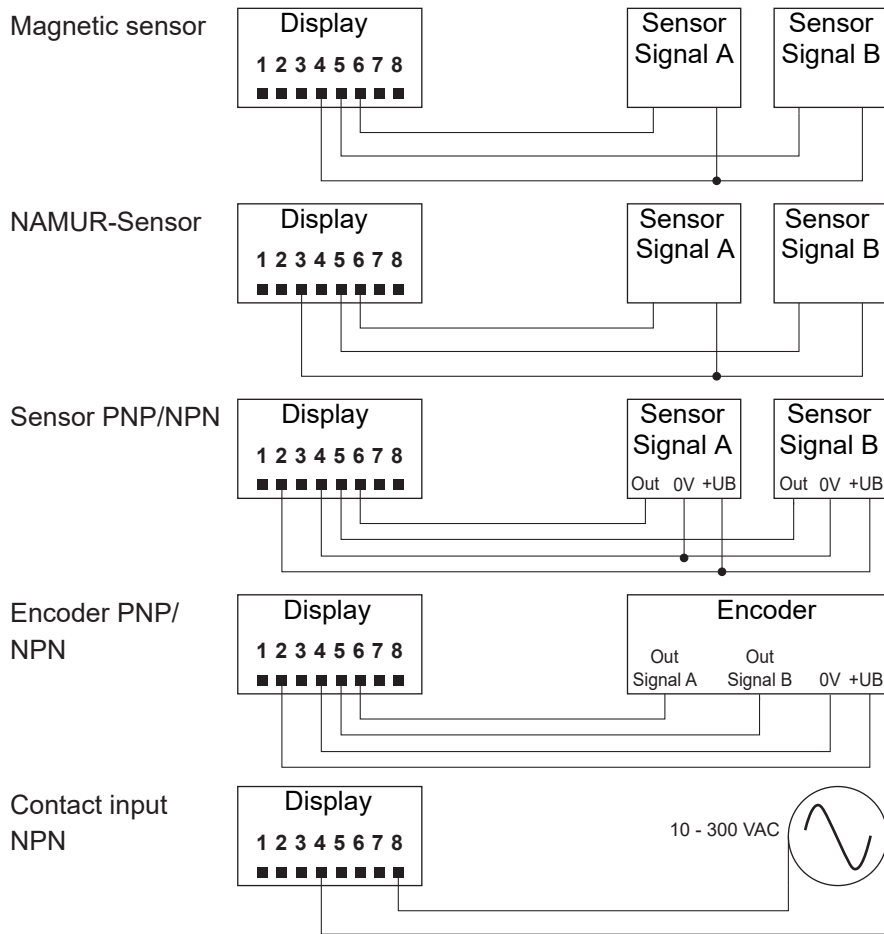 Magnetic sensor
Display
1 2 3 4 5 6 7 8
Sensor
Signal A
Sensor
Signal B
NAMUR-Sensor
Display
1 2 3 4 5 6 7 8
Sensor
Signal A
Sensor
Signal B
Sensor PNP/NPN
Display
1 2 3 4 5 6 7 8
Sensor
Signal A
Out 0V +UB
Sensor
Signal B
Out 0V +UB
Encoder PNP/
NPN
Display
1 2 3 4 5 6 7 8
Encoder
Out
Signal A
Out
Signal B
0V +UB
Contact input
NPN
Display
1 2 3 4 5 6 7 8
10 - 300 VAC